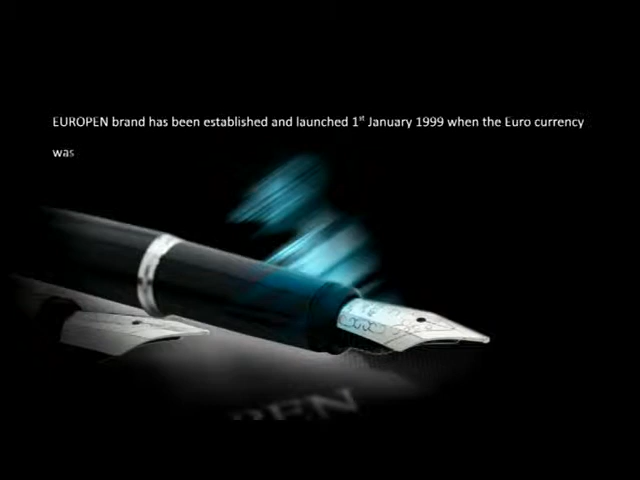 EUROPEN brand has been established and launched 1st January 1999 when the Euro currency
was